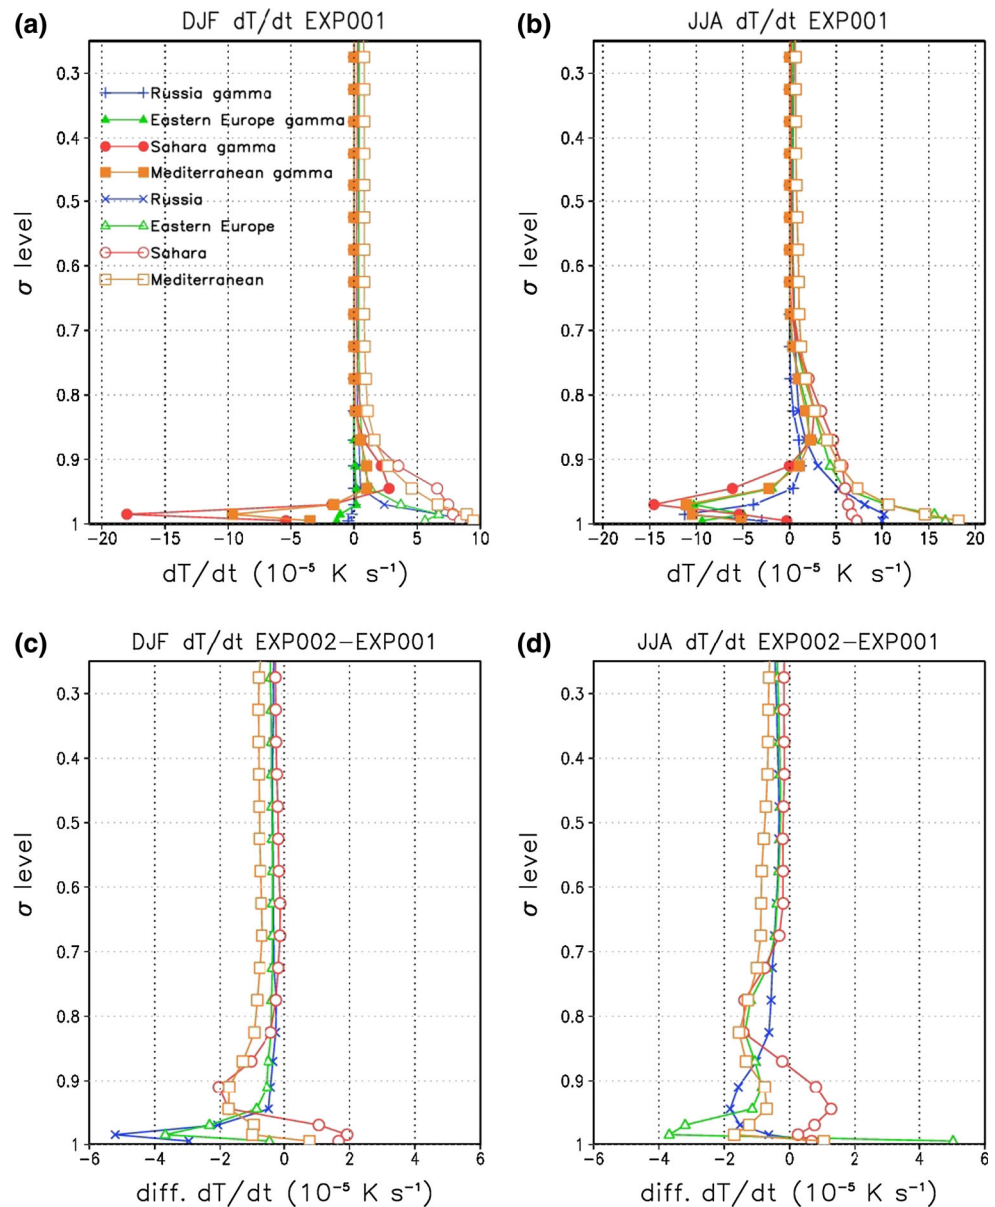 (a) DJF dT/dt EXP001
0.3
0.4
0.5
0.6
0.7
0.8
0.9
1
σ level
Russia gamma
Eastern Europe gamma
Sahara gamma
Mediterranean gamma
Russia
Eastern Europe
Sahara
Mediterranean
−20 −15 −10 −5 0 5 10
dT/dt (10⁻⁵ K s⁻¹)
(b) JJA dT/dt EXP001
0.3
0.4
0.5
0.6
0.7
0.8
0.9
1
σ level
−20 −15 −10 −5 0 5 10 15 20
dT/dt (10⁻⁵ K s⁻¹)
(c) DJF dT/dt EXP002−EXP001
0.3
0.4
0.5
0.6
0.7
0.8
0.9
1
σ level
−6 −4 −2 0 2 4 6
diff. dT/dt (10⁻⁵ K s⁻¹)
(d) JJA dT/dt EXP002−EXP001
0.3
0.4
0.5
0.6
0.7
0.8
0.9
1
σ level
−6 −4 −2 0 2 4 6
diff. dT/dt (10⁻⁵ K s⁻¹)